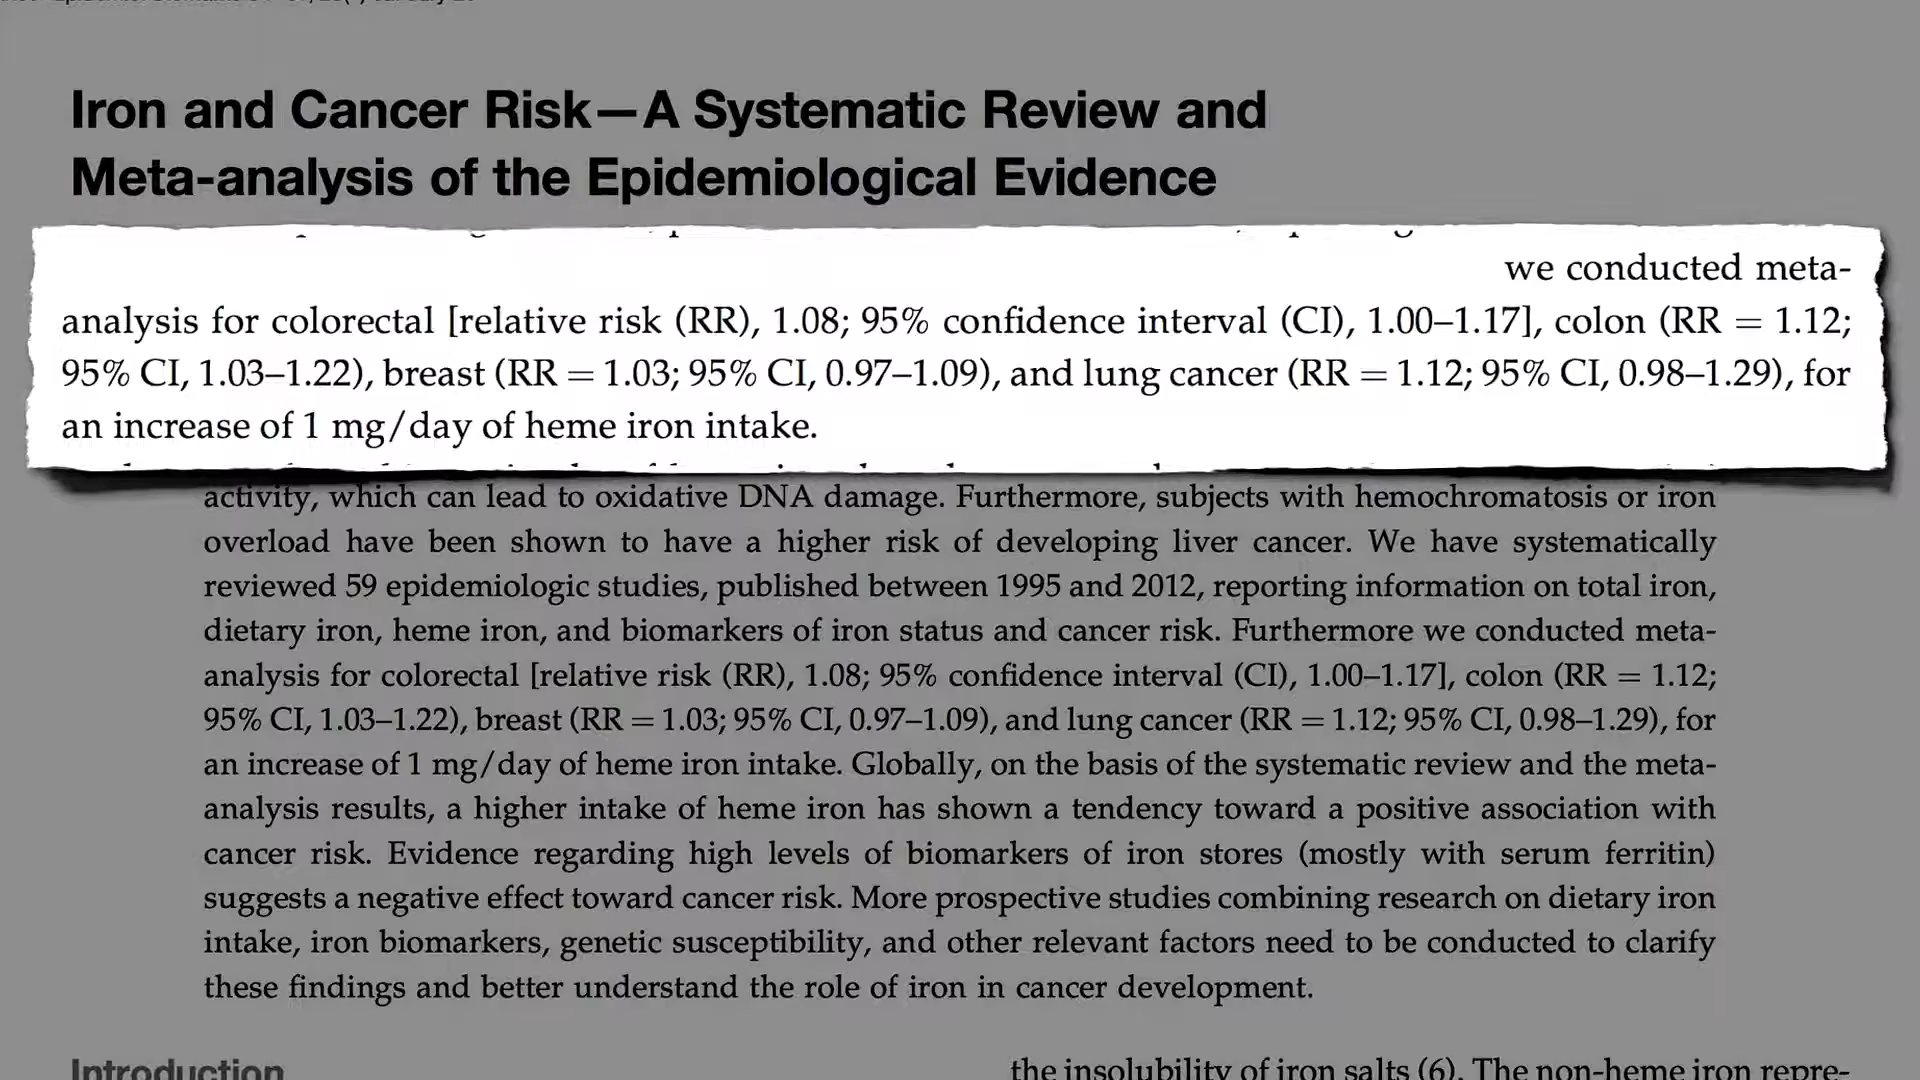 Iron and Cancer Risk—A Systematic Review and
Meta-analysis of the Epidemiological Evidence
we conducted meta-
analysis for colorectal [relative risk (RR), 1.08; 95% confidence interval (CI), 1.00–1.17], colon (RR = 1.12;
95% CI, 1.03–1.22), breast (RR = 1.03; 95% CI, 0.97–1.09), and lung cancer (RR = 1.12; 95% CI, 0.98–1.29), for
an increase of 1 mg/day of heme iron intake.
activity, which can lead to oxidative DNA damage. Furthermore, subjects with hemochromatosis or iron
overload have been shown to have a higher risk of developing liver cancer. We have systematically
reviewed 59 epidemiologic studies, published between 1995 and 2012, reporting information on total iron,
dietary iron, heme iron, and biomarkers of iron status and cancer risk. Furthermore we conducted meta-
analysis for colorectal [relative risk (RR), 1.08; 95% confidence interval (CI), 1.00–1.17], colon (RR = 1.12;
95% CI, 1.03–1.22), breast (RR = 1.03; 95% CI, 0.97–1.09), and lung cancer (RR = 1.12; 95% CI, 0.98–1.29), for
an increase of 1 mg/day of heme iron intake. Globally, on the basis of the systematic review and the meta-
analysis results, a higher intake of heme iron has shown a tendency toward a positive association with
cancer risk. Evidence regarding high levels of biomarkers of iron stores (mostly with serum ferritin)
suggests a negative effect toward cancer risk. More prospective studies combining research on dietary iron
intake, iron biomarkers, genetic susceptibility, and other relevant factors need to be conducted to clarify
these findings and better understand the role of iron in cancer development.
Introduction
the insolubility of iron salts (6). The non-heme iron repre-